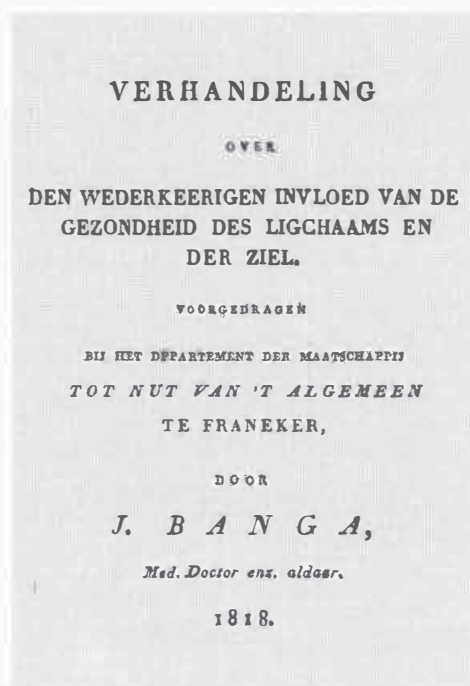 VERHANDELING
OVER
DEN WEDERKEERIGEN INVLOED VAN DE
GEZONDHEID DES LIGCHAAMS EN
DER ZIEL.
VOORGEDRAGEN
BIJ HET DEPARTEMENT DER MAATSCHAPPIJ
TOT NUT VAN 'T ALGEMEEN
TE FRANEKER,
DOOR
J. BANGA,
Med. Doctor enz. aldaar.
1818.